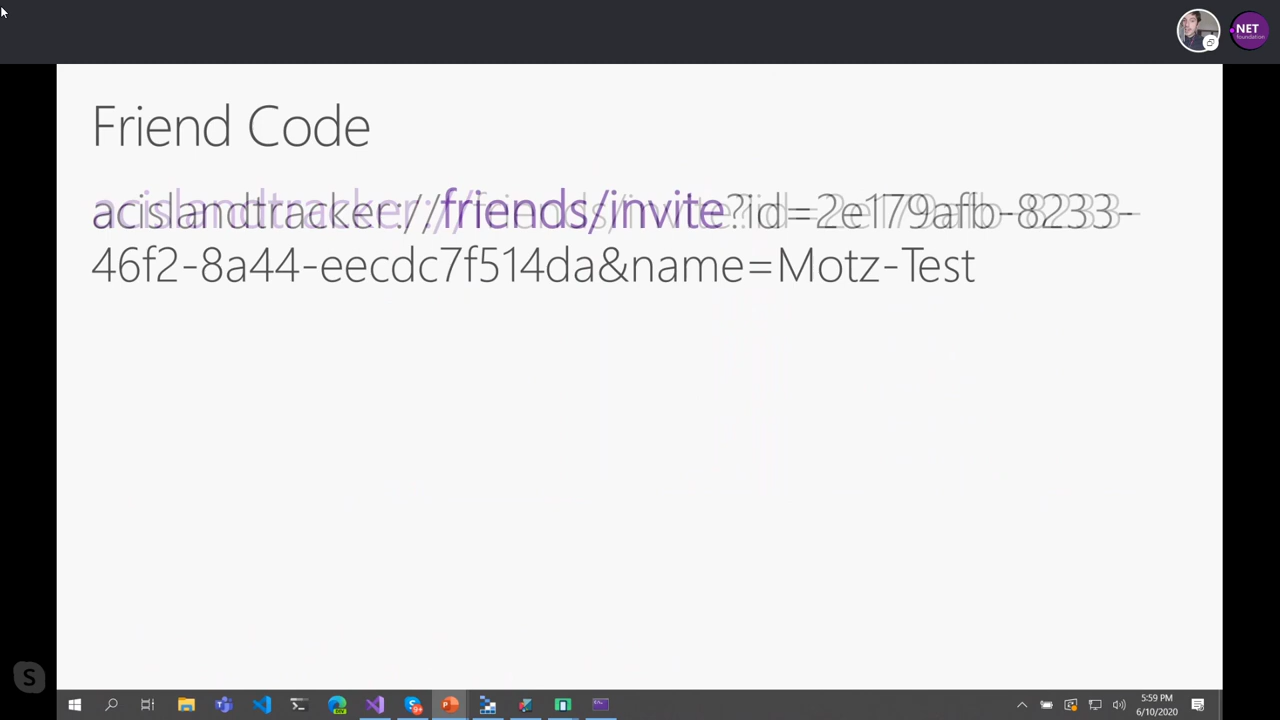 NET
foundation
Friend Code
acislandtracker://friends/invite?id=2e179afb-8233-
46f2-8a44-eecdc7f514da&name=Motz-Test
S
5:59 PM
6/10/2020